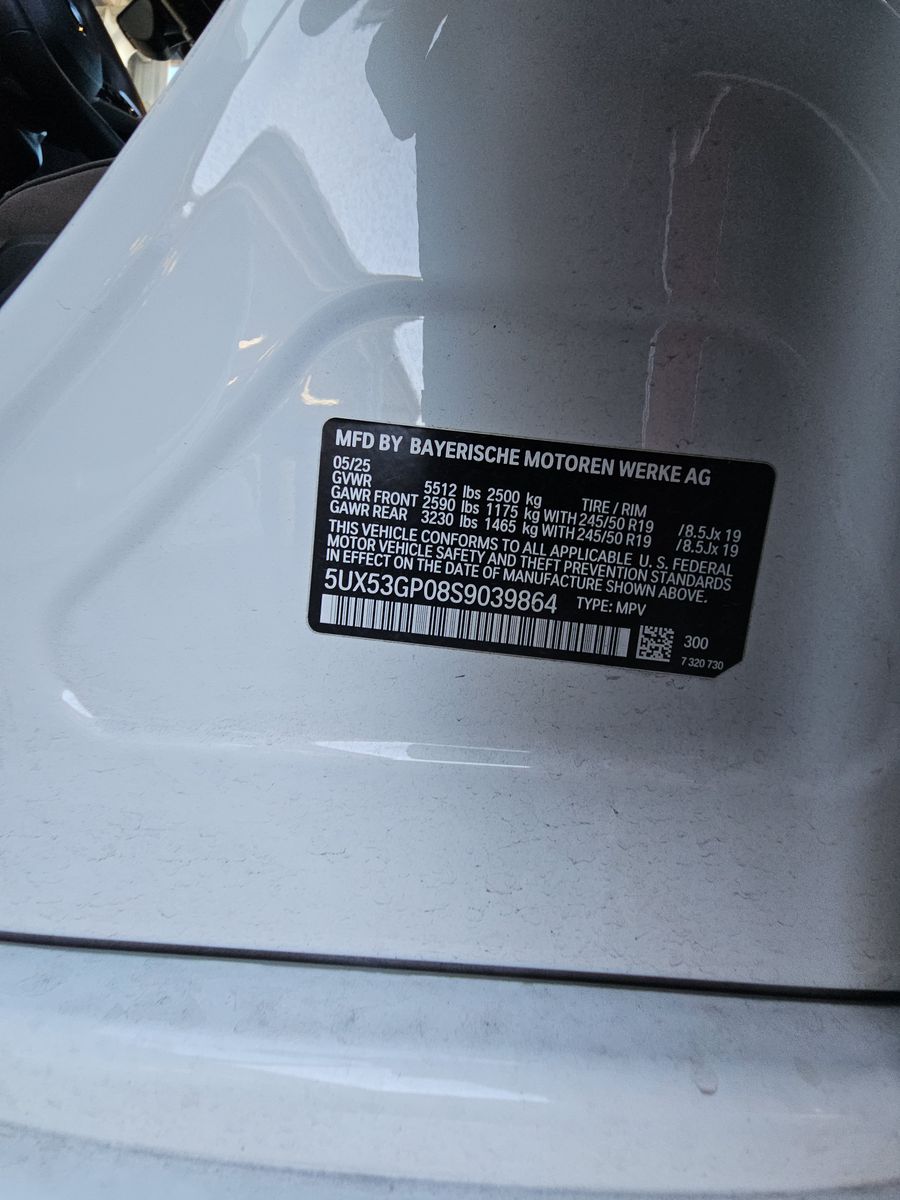 MFD BY BAYERISCHE MOTOREN WERKE AG
05/25
GVWR 5512 lbs 2500 kg TIRE / RIM
GAWR FRONT 2590 lbs 1175 kg WITH 245/50 R19 /8.5Jx 19
GAWR REAR 3230 lbs 1465 kg WITH 245/50 R19 /8.5Jx 19
THIS VEHICLE CONFORMS TO ALL APPLICABLE U. S. FEDERAL
MOTOR VEHICLE SAFETY AND THEFT PREVENTION STANDARDS
IN EFFECT ON THE DATE OF MANUFACTURE SHOWN ABOVE.
5UX53GP08S9039864 TYPE: MPV
300
7 320 730